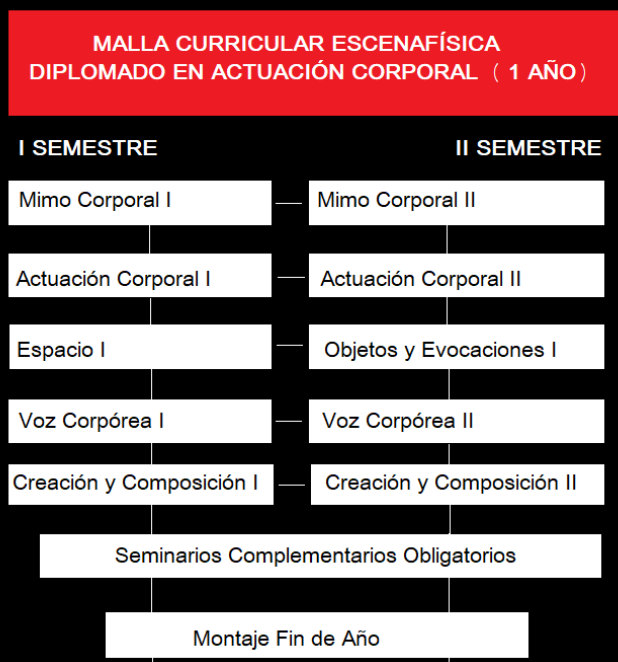 MALLA CURRICULAR ESCENAFÍSICA
DIPLOMADO EN ACTUACIÓN CORPORAL ( 1 AÑO)
I SEMESTRE II SEMESTRE
Mimo Corporal I Mimo Corporal II
Actuación Corporal I Actuación Corporal II
Espacio I Objetos y Evocaciones I
Voz Corpórea I Voz Corpórea II
Creación y Composición I Creación y Composición II
Seminarios Complementarios Obligatorios
Montaje Fin de Año